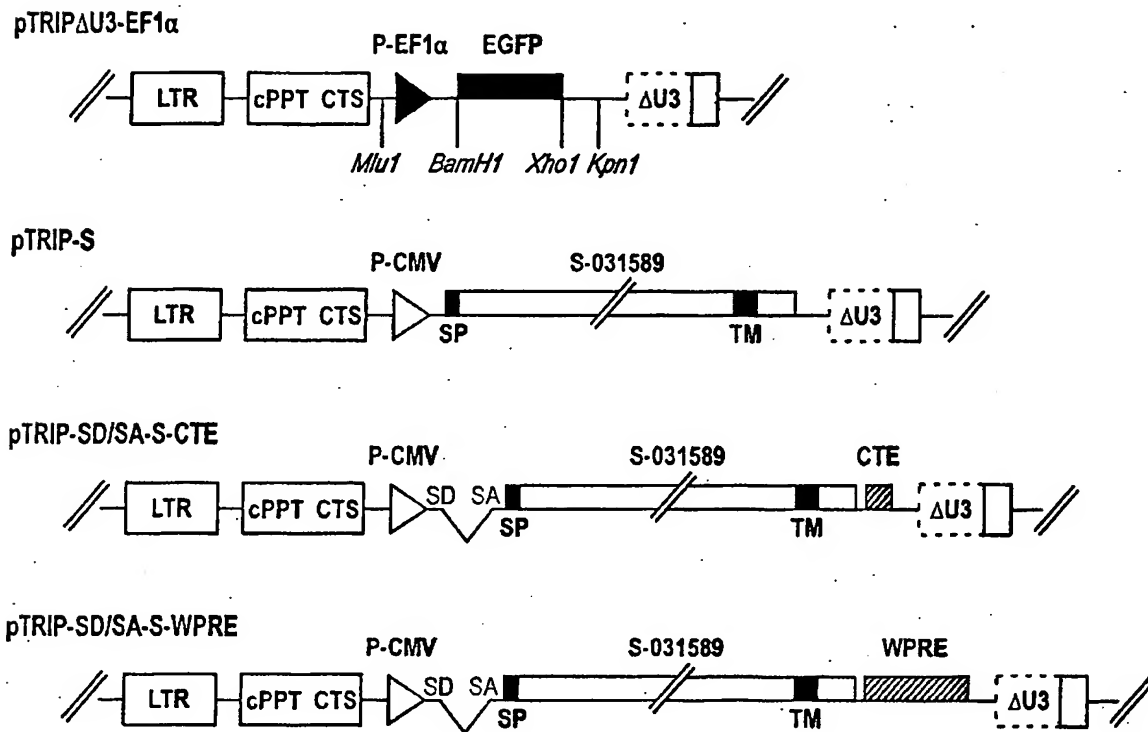 pTRIPΔU3-EF1α
P-EF1α EGFP
LTR cPPT CTS ΔU3
Mlu1 BamH1 Xho1 Kpn1
pTRIP-S
P-CMV S-031589
LTR cPPT CTS ΔU3
SP TM
pTRIP-SD/SA-S-CTE
P-CMV S-031589 CTE
SD SA
LTR cPPT CTS ΔU3
SP TM
pTRIP-SD/SA-S-WPRE
P-CMV S-031589 WPRE
SD SA
LTR cPPT CTS ΔU3
SP TM